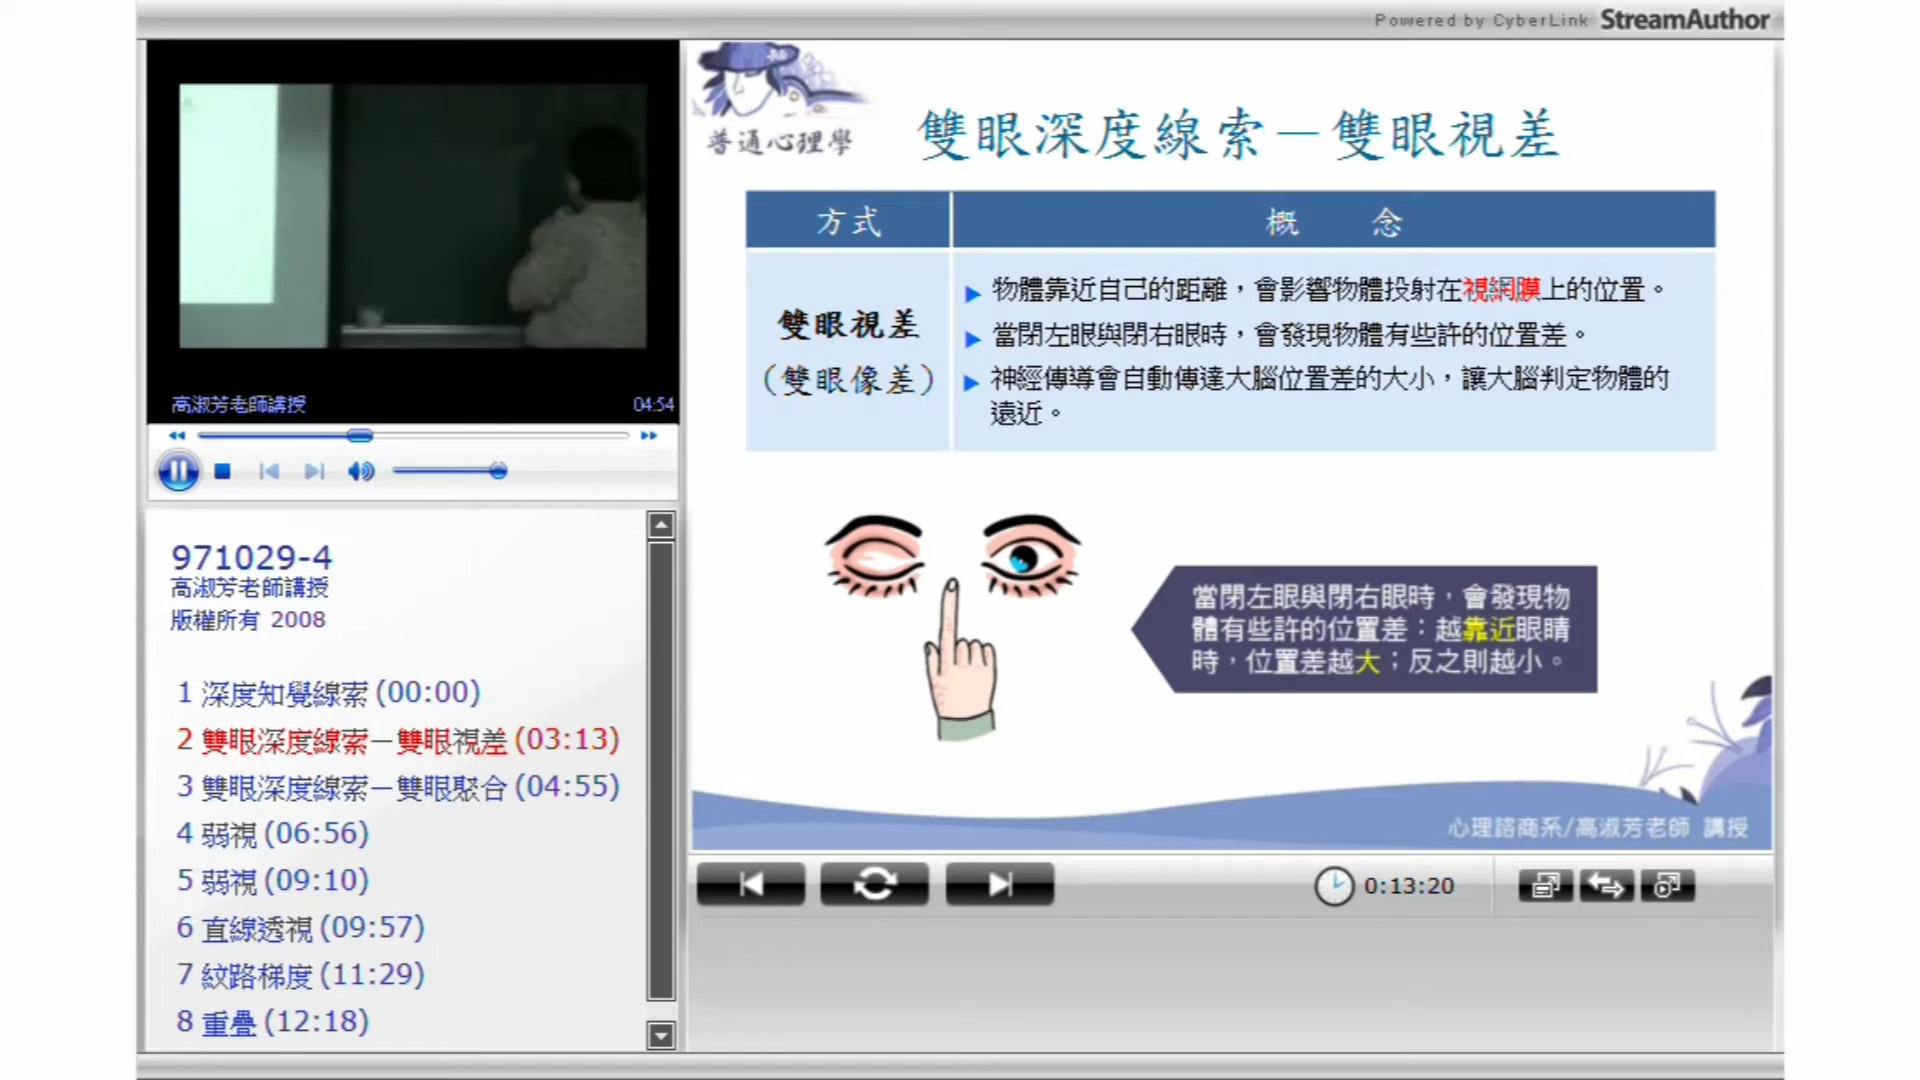 Powered by CyberLink StreamAuthor
高淑芳老師講授 04:54
971029-4
高淑芳老師講授
版權所有 2008
1 深度知覺線索 (00:00)
2 雙眼深度線索－雙眼視差 (03:13)
3 雙眼深度線索－雙眼聚合 (04:55)
4 弱視 (06:56)
5 弱視 (09:10)
6 直線透視 (09:57)
7 紋路梯度 (11:29)
8 重疊 (12:18)
普通心理學
雙眼深度線索－雙眼視差
方式 概 念
雙眼視差
（雙眼像差）
物體靠近自己的距離，會影響物體投射在視網膜上的位置。
當閉左眼與閉右眼時，會發現物體有些許的位置差。
神經傳導會自動傳達大腦位置差的大小，讓大腦判定物體的
遠近。
當閉左眼與閉右眼時，會發現物
體有些許的位置差：越靠近眼睛
時，位置差越大；反之則越小。
心理諮商系/高淑芳老師 講授
0:13:20